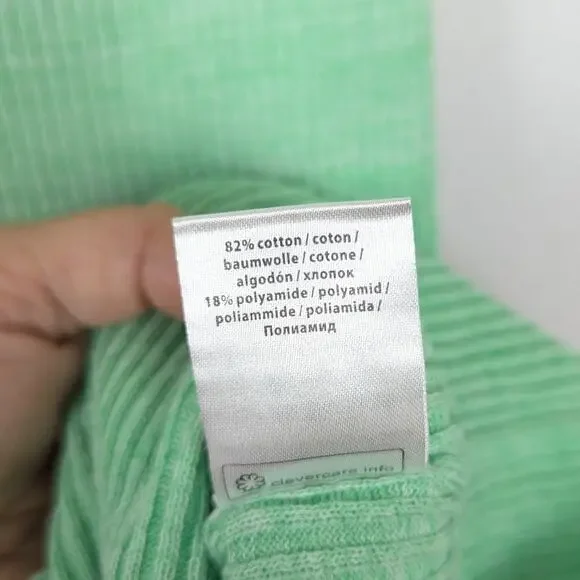 82% cotton / coton /
baumwolle / cotone /
algodón / хлопок
18% polyamide / polyamid /
poliammide / poliamida /
Полиамид
clevercare.info